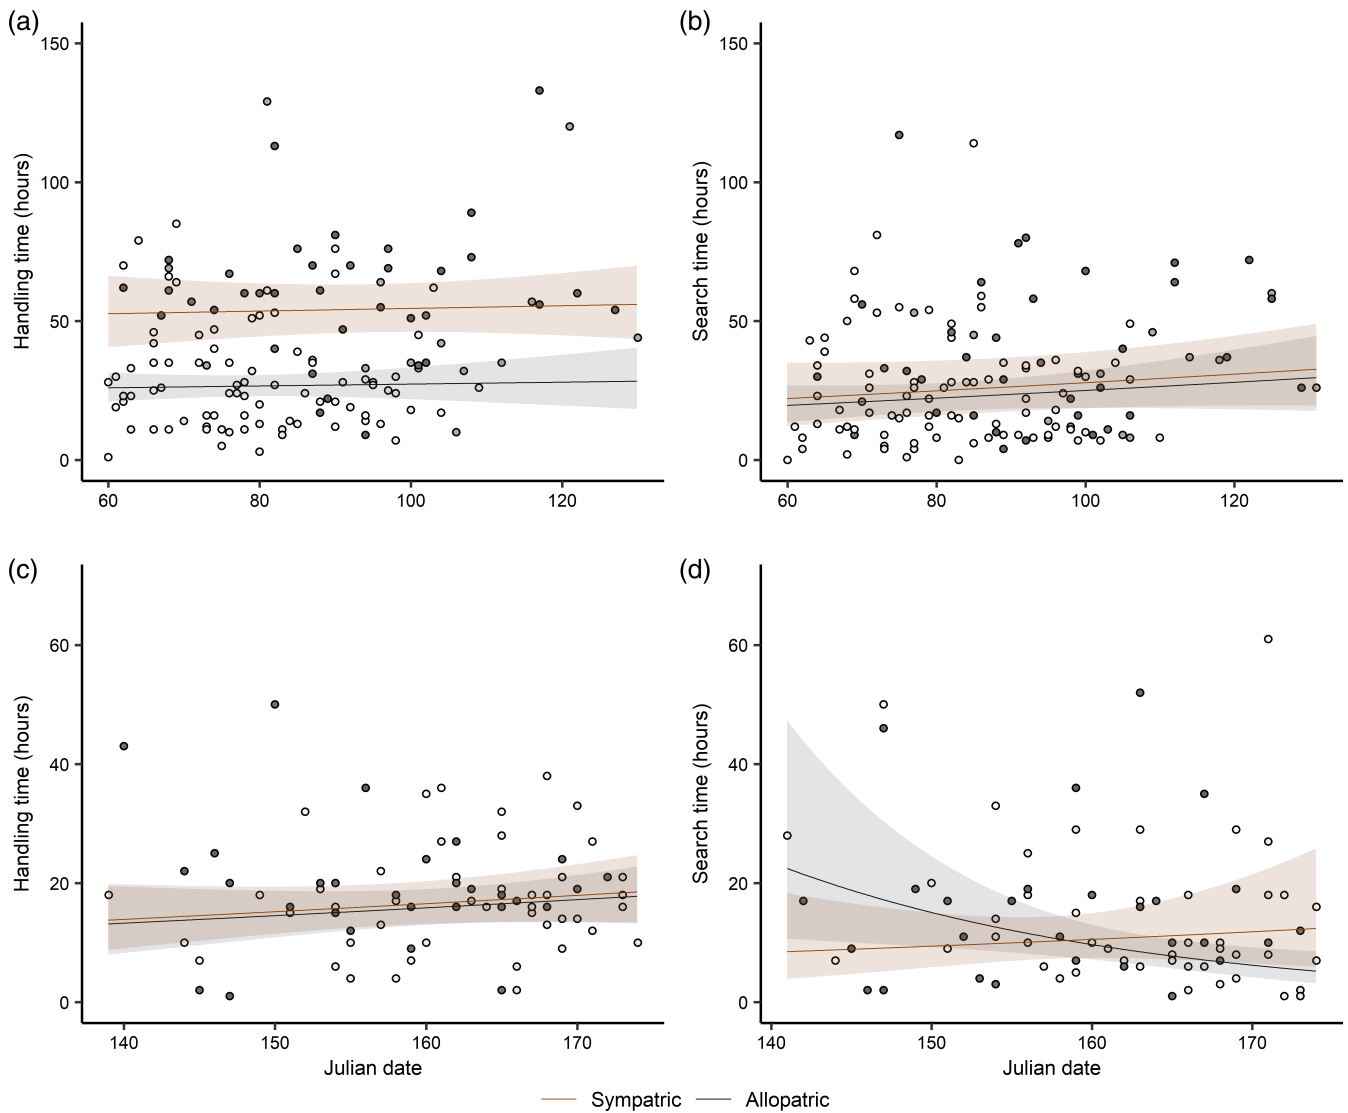 (a)
(b)
Handling time (hours)
150
100
50
0
60 80 100 120
Search time (hours)
150
100
50
0
60 80 100 120
(c)
(d)
Handling time (hours)
60
40
20
0
140 150 160 170
Julian date
Search time (hours)
60
40
20
0
140 150 160 170
Julian date
Sympatric Allopatric